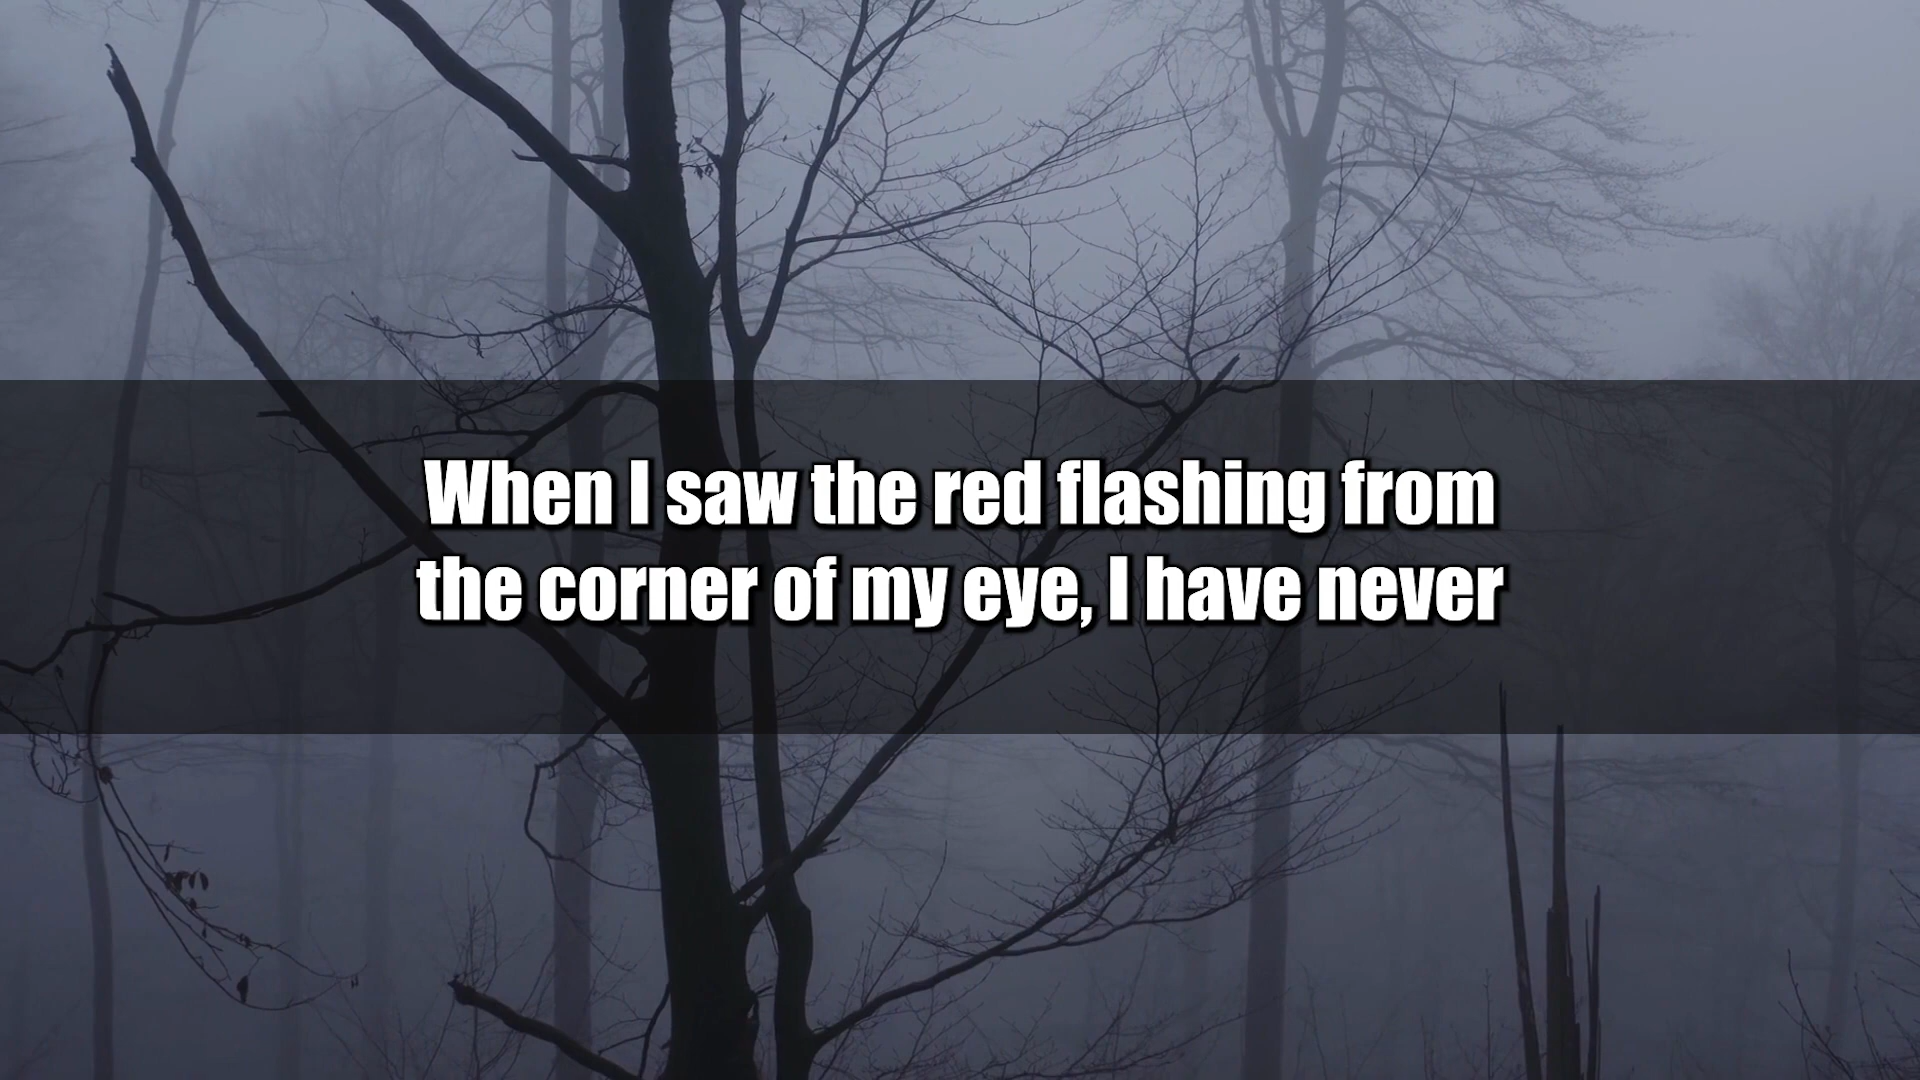 When I saw the red flashing from
the corner of my eye, I have never